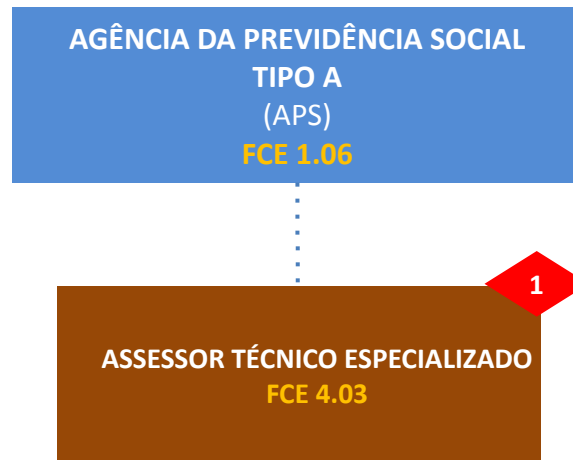 AGÊNCIA DA PREVIDÊNCIA SOCIAL
TIPO A
(APS)
FCE 1.06
1
ASSESSOR TÉCNICO ESPECIALIZADO
FCE 4.03